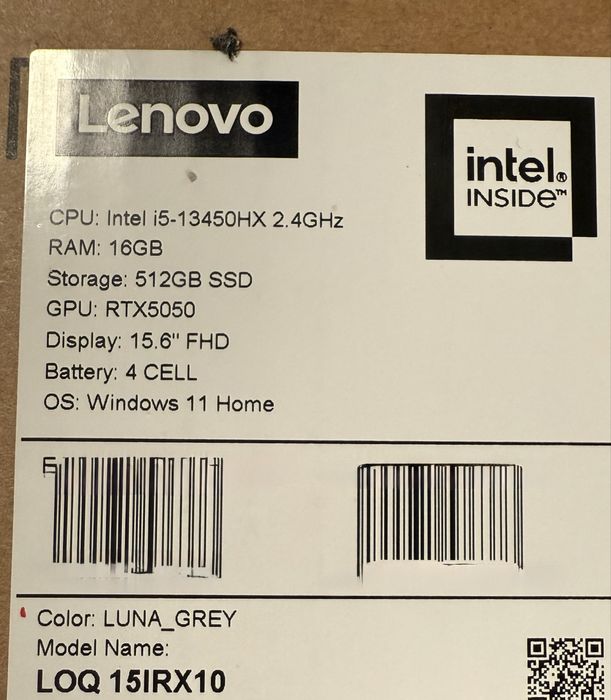 Lenovo
intel®
INSIDE™
CPU: Intel i5-13450HX 2.4GHz
RAM: 16GB
Storage: 512GB SSD
GPU: RTX5050
Display: 15.6" FHD
Battery: 4 CELL
OS: Windows 11 Home
Color: LUNA_GREY
Model Name:
LOQ 15IRX10